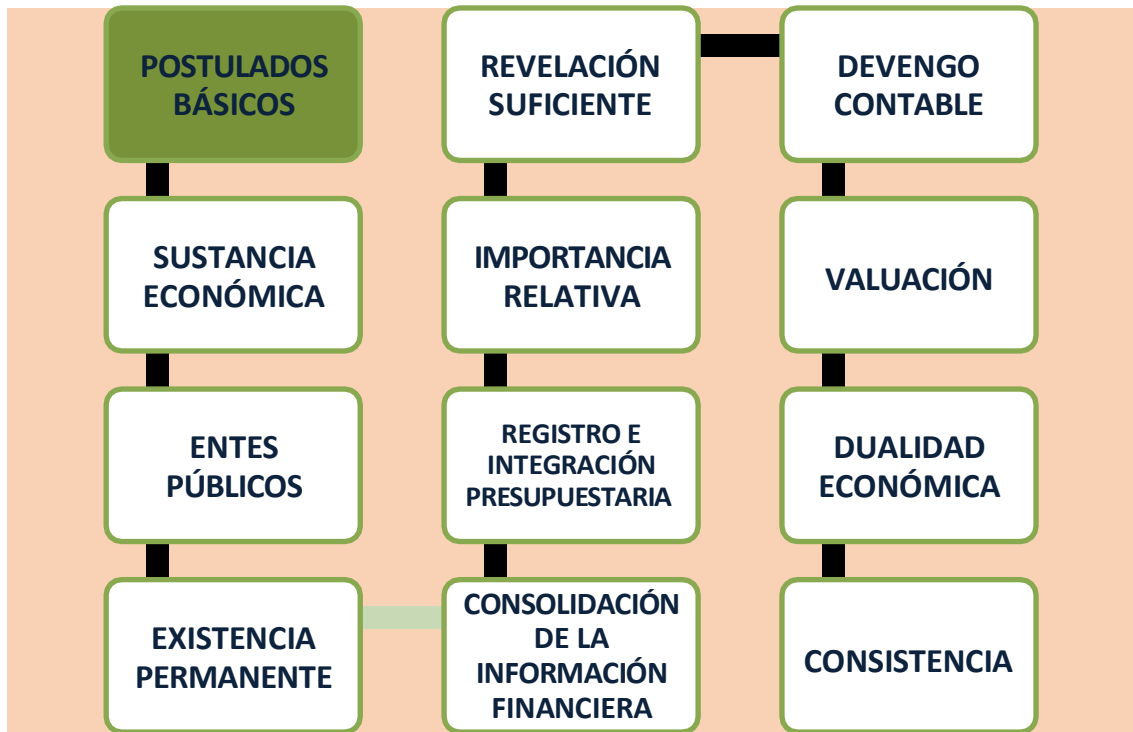 POSTULADOS
BÁSICOS
SUSTANCIA
ECONÓMICA
ENTES
PÚBLICOS
EXISTENCIA
PERMANENTE
CONSOLIDACIÓN
DE LA
INFORMACIÓN
FINANCIERA
REGISTRO E
INTEGRACIÓN
PRESUPUESTARIA
IMPORTANCIA
RELATIVA
REVELACIÓN
SUFICIENTE
DEVENGO
CONTABLE
VALUACIÓN
DUALIDAD
ECONÓMICA
CONSISTENCIA